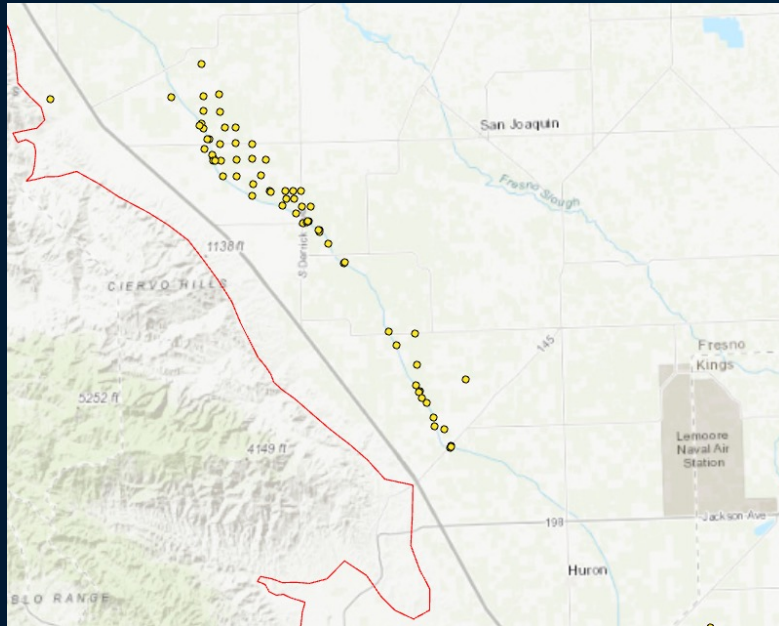 San Joaquin
Fresno Slough
1138 ft
S Derrick
CIERVO HILLS
145
Fresno
Kings
5252 ft
4149 ft
Lemoore
Naval Air
Station
Jackson Ave
198
Huron
BLO RANGE